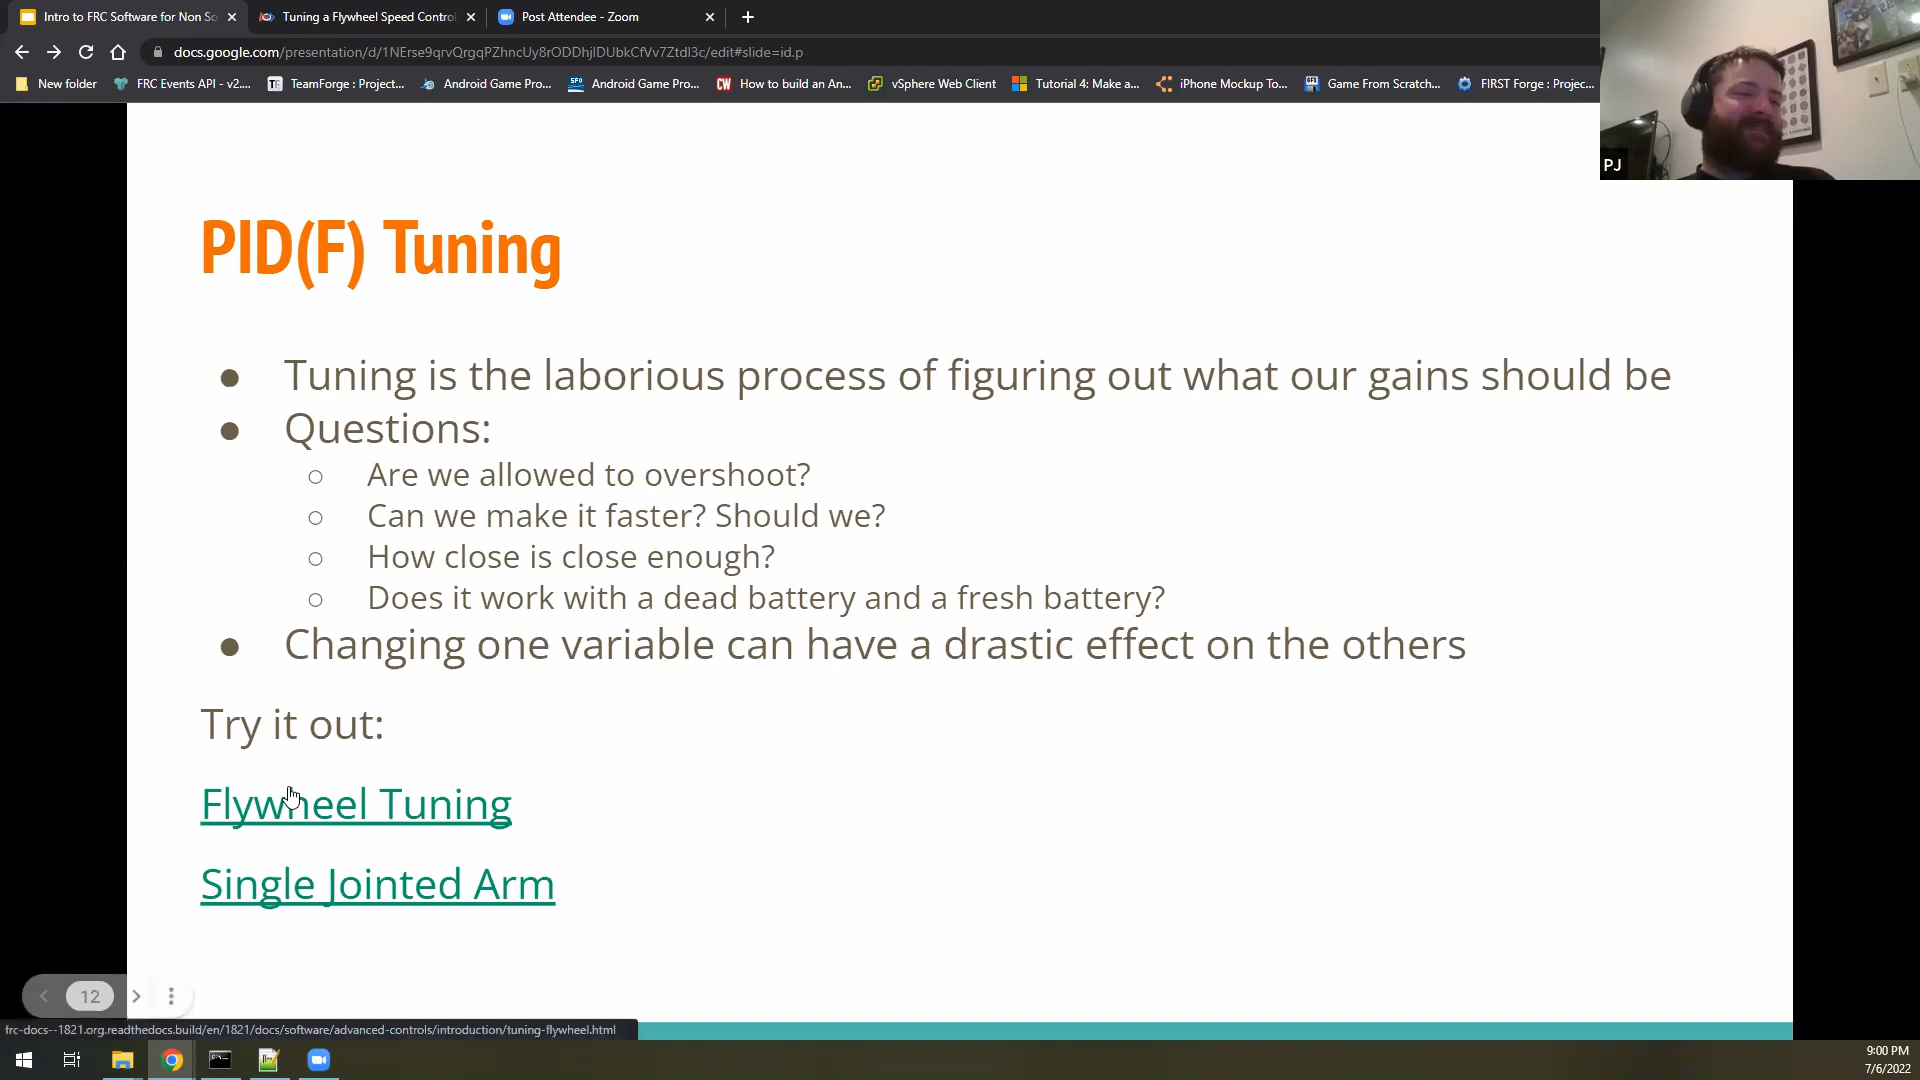 Intro to FRC Software for Non So
Tuning a Flywheel Speed Control
Post Attendee - Zoom
docs.google.com/presentation/d/1NErse9qrvQrgqPZhncUy8rODDhjlDUbkCfVv7Ztdl3c/edit#slide=id.p
New folder
FRC Events API - v2....
TeamForge : Project...
Android Game Pro...
Android Game Pro...
How to build an An...
vSphere Web Client
Tutorial 4: Make a...
iPhone Mockup To...
Game From Scratch...
FIRST Forge : Projec...
PJ
PID(F) Tuning
● Tuning is the laborious process of figuring out what our gains should be
● Questions:
○ Are we allowed to overshoot?
○ Can we make it faster? Should we?
○ How close is close enough?
○ Does it work with a dead battery and a fresh battery?
● Changing one variable can have a drastic effect on the others
Try it out:
Flywheel Tuning
Single Jointed Arm
12
frc-docs--1821.org.readthedocs.build/en/1821/docs/software/advanced-controls/introduction/tuning-flywheel.html
9:00 PM
7/6/2022